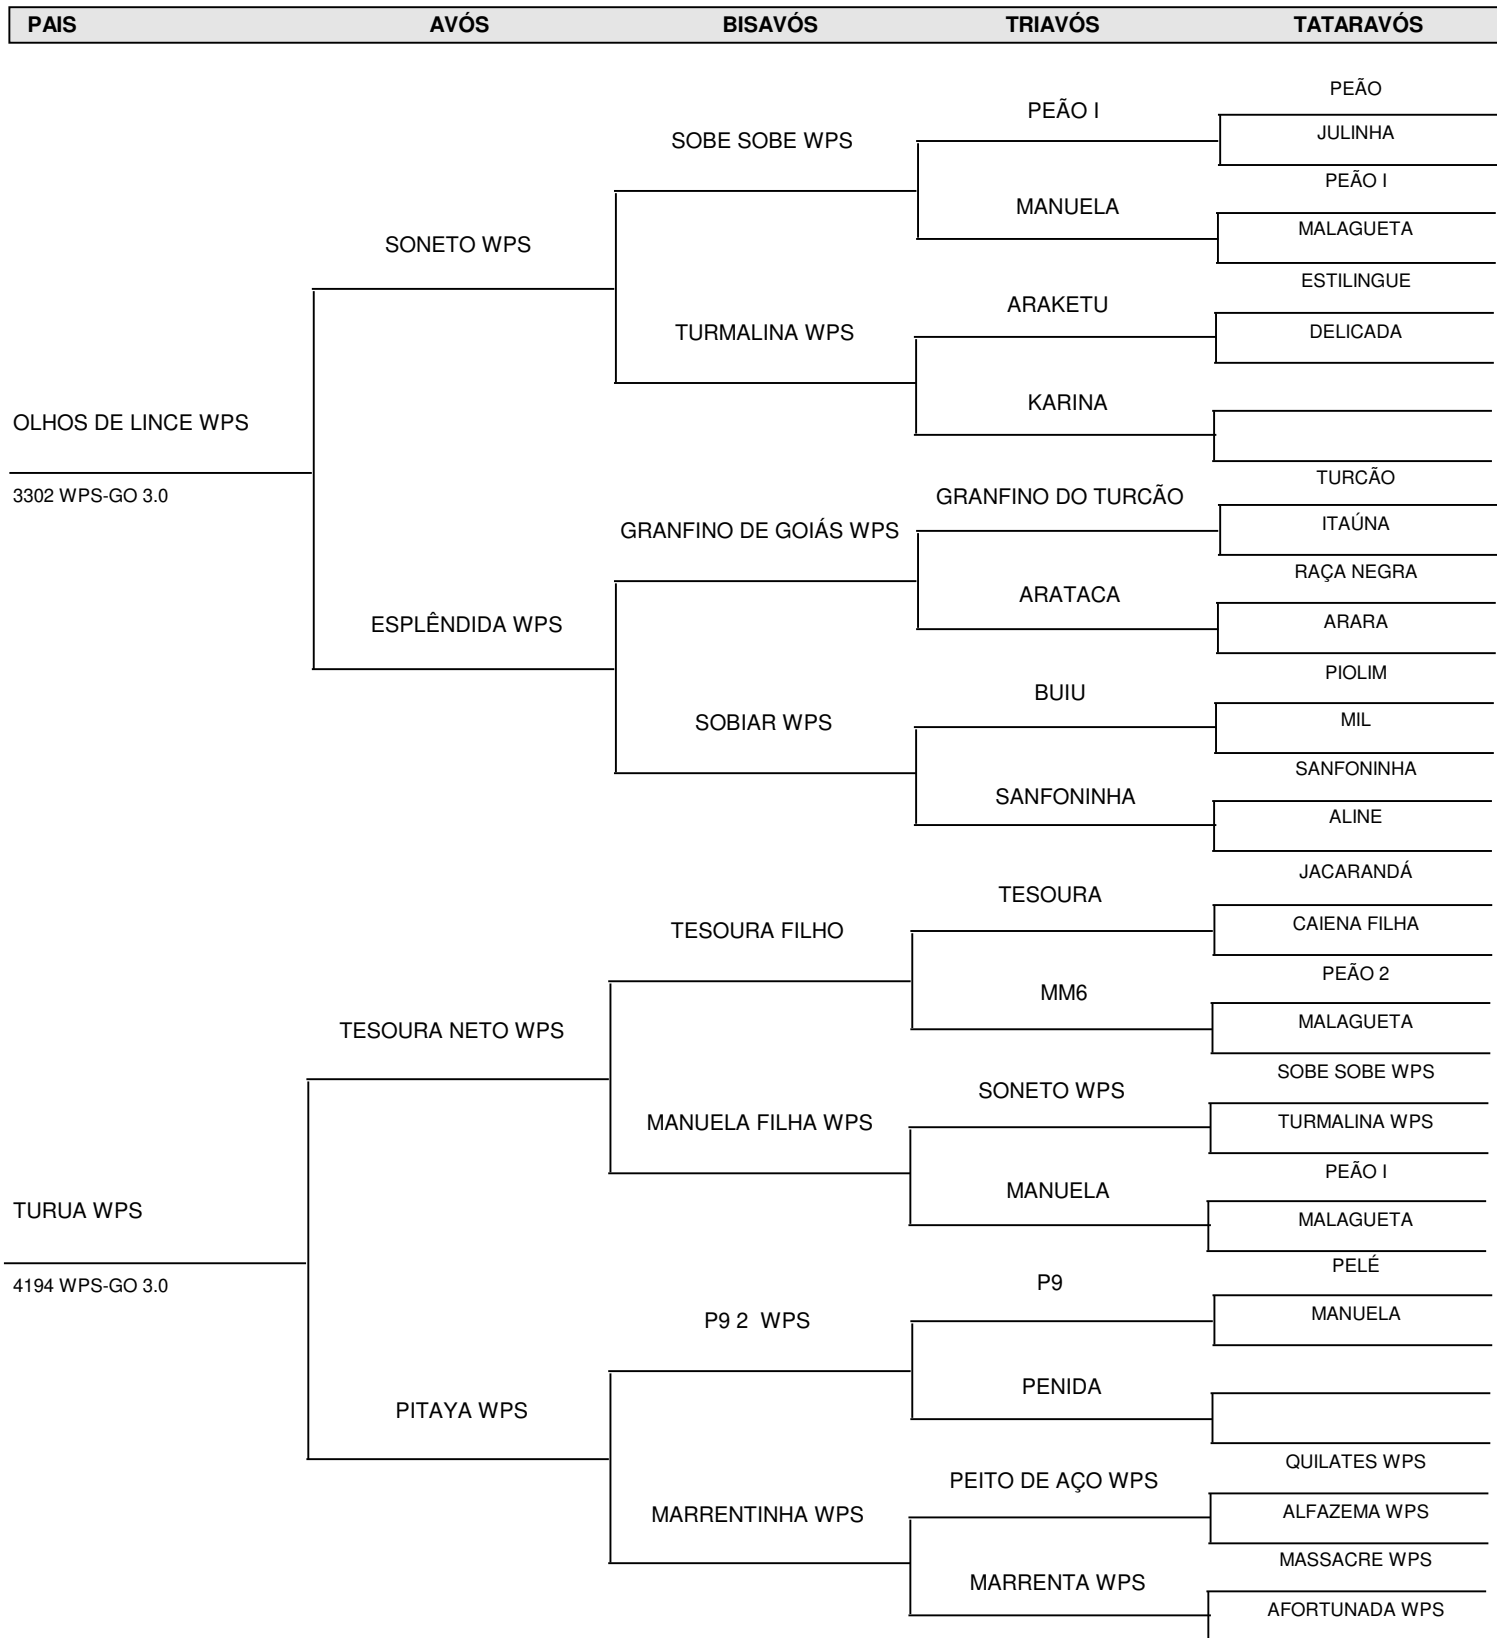 PAIS AVÓS BISAVÓS TRIAVÓS TATARAVÓS
PEÃO
PEÃO I
JULINHA
SOBE SOBE WPS
PEÃO I
MANUELA
MALAGUETA
SONETO WPS
ESTILINGUE
ARAKETU
TURMALINA WPS
DELICADA
KARINA
OLHOS DE LINCE WPS
TURCÃO
3302 WPS-GO 3.0
GRANFINO DO TURCÃO
ITAÚNA
GRANFINO DE GOIÁS WPS
RAÇA NEGRA
ARATACA
ARARA
ESPLÊNDIDA WPS
PIOLIM
BUIU
MIL
SOBIAR WPS
SANFONINHA
SANFONINHA
ALINE
JACARANDÁ
TESOURA
CAIENA FILHA
TESOURA FILHO
PEÃO 2
MM6
MALAGUETA
TESOURA NETO WPS
SOBE SOBE WPS
SONETO WPS
TURMALINA WPS
MANUELA FILHA WPS
PEÃO I
MANUELA
TURUA WPS
MALAGUETA
PELÉ
4194 WPS-GO 3.0
P9
MANUELA
P9 2 WPS
PENIDA
PITAYA WPS
QUILATES WPS
PEITO DE AÇO WPS
ALFAZEMA WPS
MARRENTINHA WPS
MASSACRE WPS
MARRENTA WPS
AFORTUNADA WPS